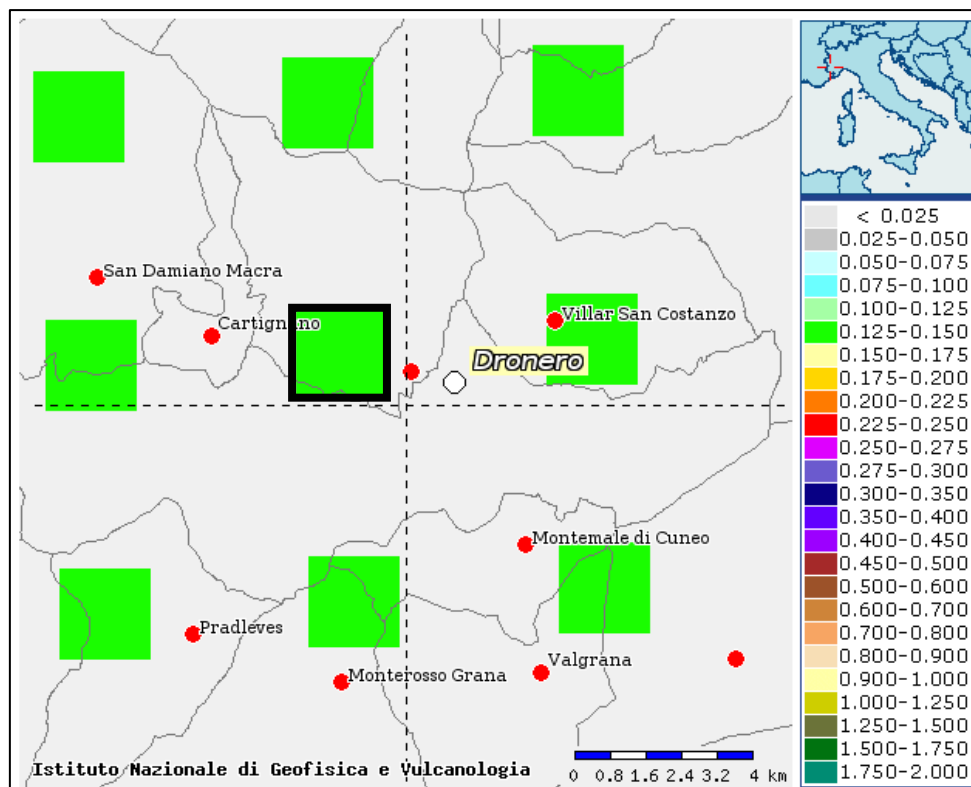 San Damiano Macra
Cartignano
Villar San Costanzo
Dronero
Montemale di Cuneo
Pradleves
Monterosso Grana
Valgrana
Istituto Nazionale di Geofisica e Vulcanologia
0 0.8 1.6 2.4 3.2 4 km
< 0.025
0.025-0.050
0.050-0.075
0.075-0.100
0.100-0.125
0.125-0.150
0.150-0.175
0.175-0.200
0.200-0.225
0.225-0.250
0.250-0.275
0.275-0.300
0.300-0.350
0.350-0.400
0.400-0.450
0.450-0.500
0.500-0.600
0.600-0.700
0.700-0.800
0.800-0.900
0.900-1.000
1.000-1.250
1.250-1.500
1.500-1.750
1.750-2.000